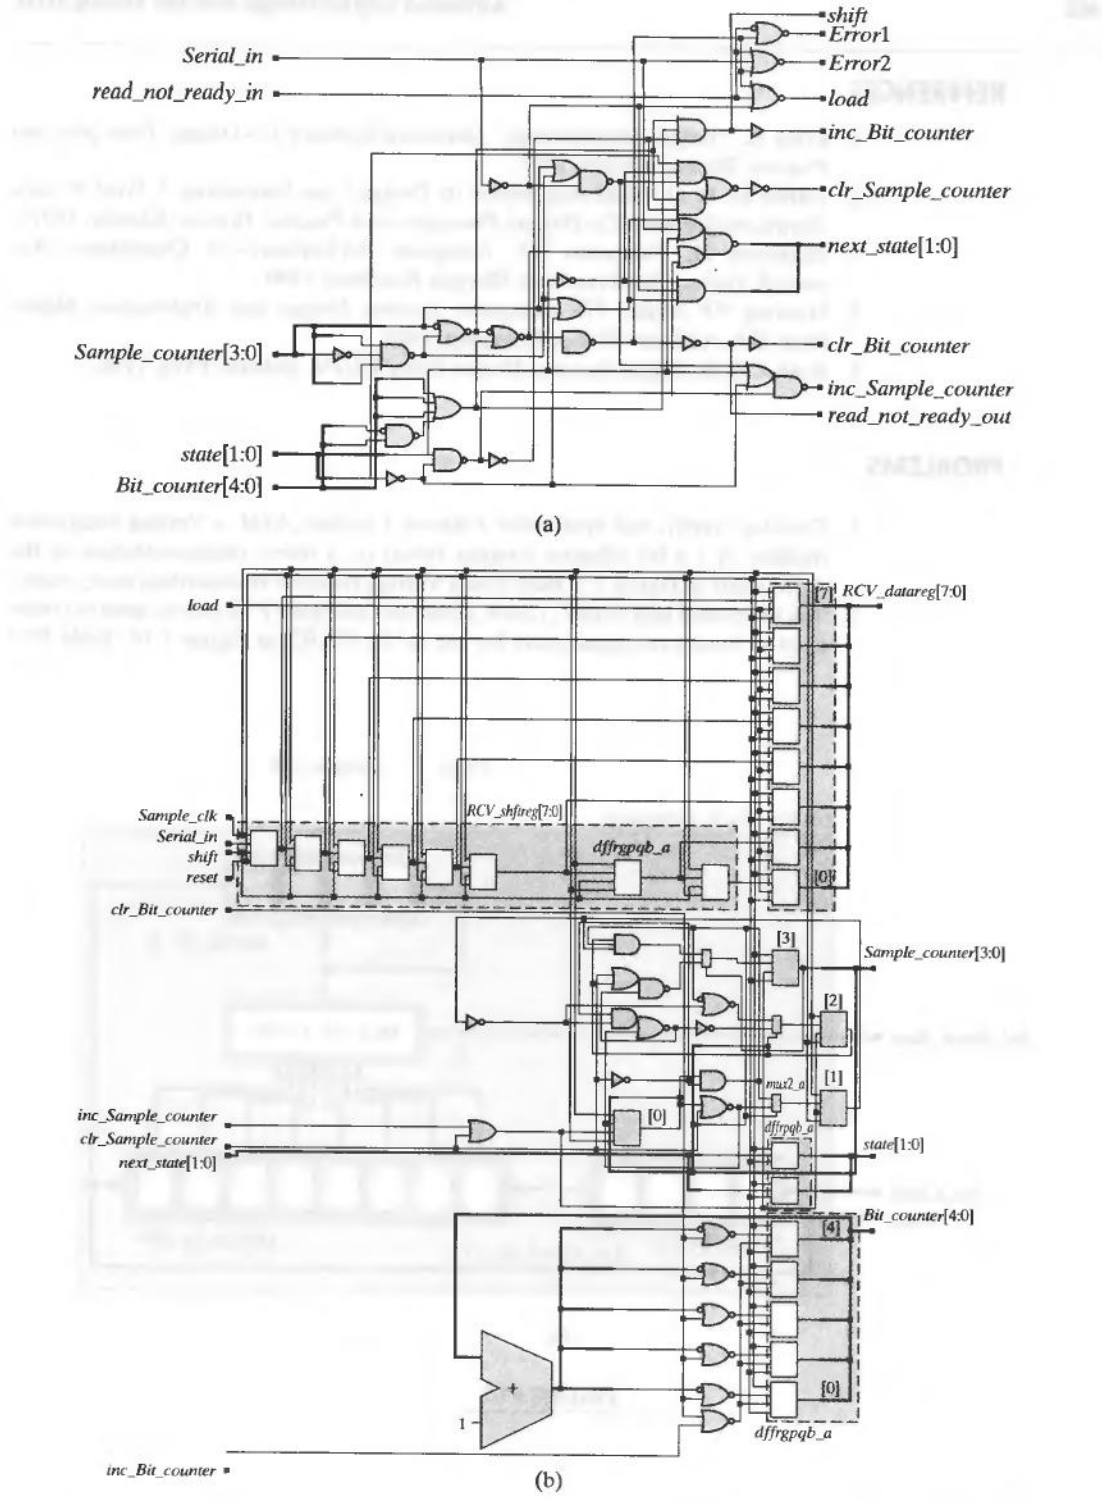 shift
Error1
Serial_in
Error2
read_not_ready_in
load
inc_Bit_counter
clr_Sample_counter
next_state[1:0]
Sample_counter[3:0]
clr_Bit_counter
inc_Sample_counter
read_not_ready_out
state[1:0]
Bit_counter[4:0]
(a)
[7]
RCV_datareg[7:0]
load
Sample_clk
RCV_shftreg[7:0]
Serial_in
shift
dffrgpqb_a
reset
[0]
clr_Bit_counter
[3]
Sample_counter[3:0]
[2]
[1]
mux2_a
inc_Sample_counter
[0]
dffrpqb_a
clr_Sample_counter
state[1:0]
next_state[1:0]
Bit_counter[4:0]
[4]
+
[0]
1
dffrgpqb_a
inc_Bit_counter
(b)